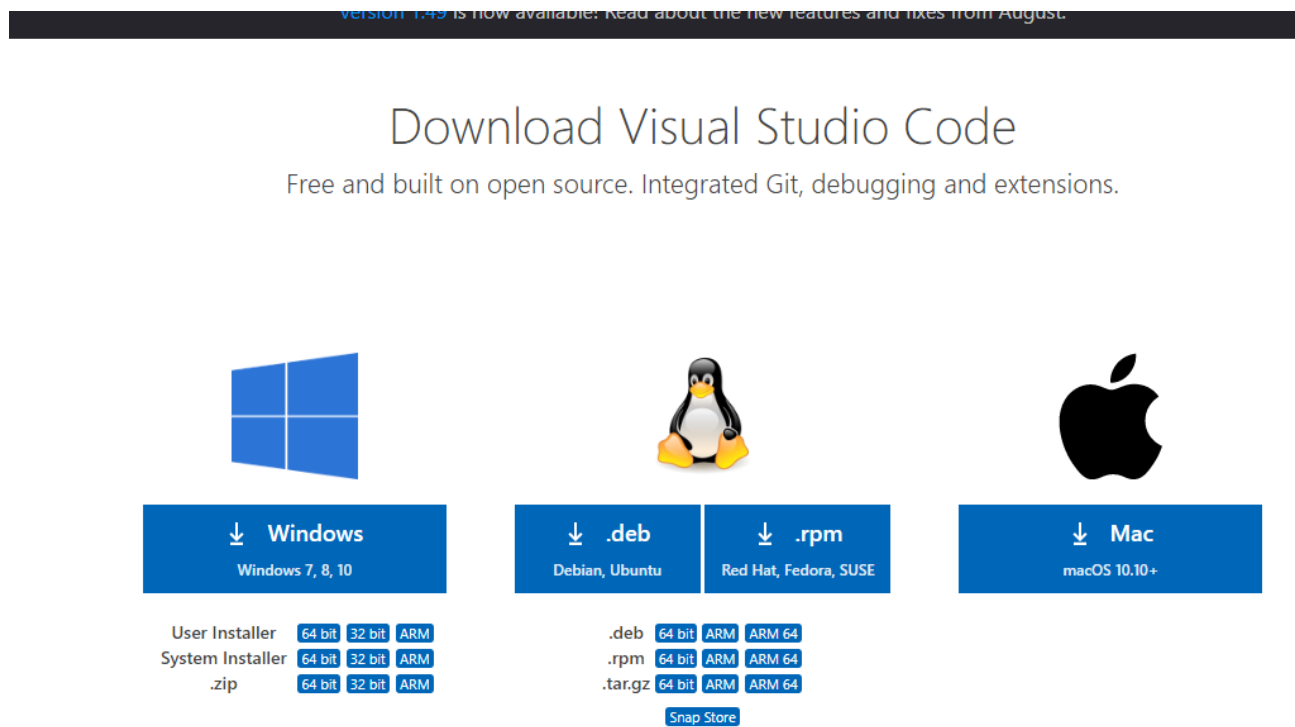 Version 1.49 is now available! Read about the new features and fixes from August.
Download Visual Studio Code
Free and built on open source. Integrated Git, debugging and extensions.
Windows
Windows 7, 8, 10
.deb
Debian, Ubuntu
.rpm
Red Hat, Fedora, SUSE
Mac
macOS 10.10+
User Installer 64 bit 32 bit ARM
System Installer 64 bit 32 bit ARM
.zip 64 bit 32 bit ARM
.deb 64 bit ARM ARM 64
.rpm 64 bit ARM ARM 64
.tar.gz 64 bit ARM ARM 64
Snap Store